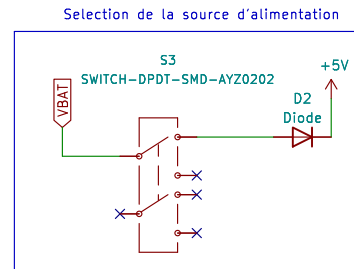 Selection de la source d'alimentation
S3
SWITCH-DPDT-SMD-AYZ0202
+5V
VBAT
D2
Diode